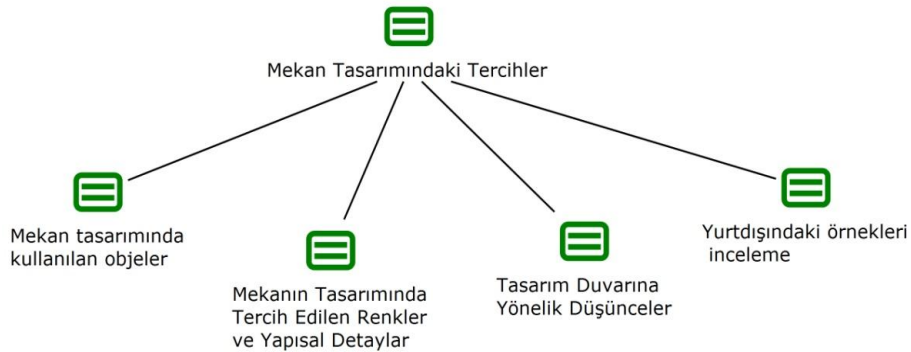 Mekan Tasarımındaki Tercihler
Mekan tasarımında
kullanılan objeler
Mekanın Tasarımında
Tercih Edilen Renkler
ve Yapısal Detaylar
Tasarım Duvarına
Yönelik Düşünceler
Yurtdışındaki örnekleri
inceleme